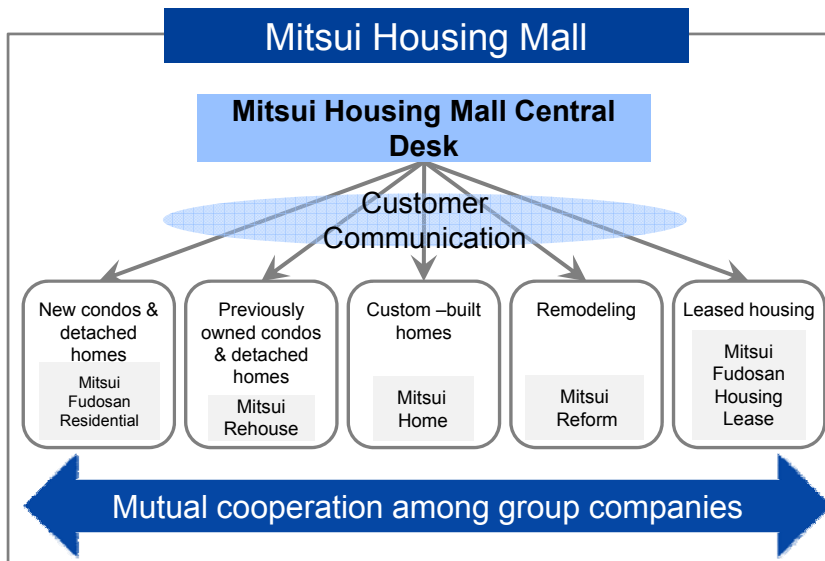 Mitsui Housing Mall
Mitsui Housing Mall Central
Desk
Customer
Communication
New condos &
detached
homes
Mitsui
Fudosan
Residential
Previously
owned condos
& detached
homes
Mitsui
Rehouse
Custom –built
homes
Mitsui
Home
Remodeling
Mitsui
Reform
Leased housing
Mitsui
Fudosan
Housing
Lease
Mutual cooperation among group companies